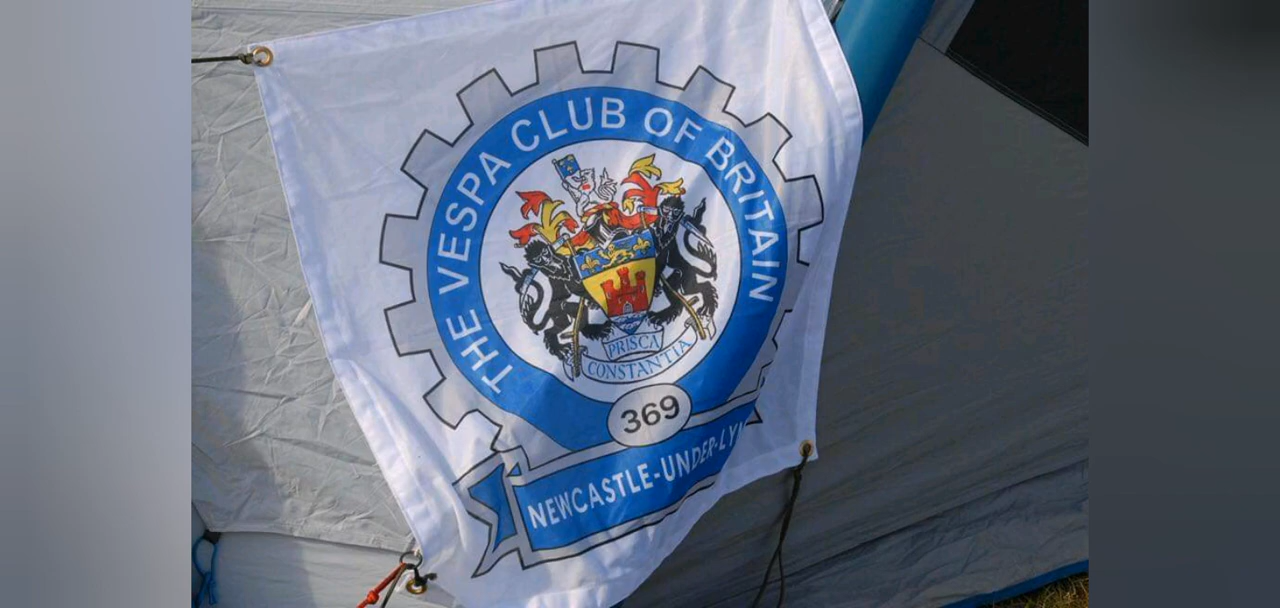 THE VESPA CLUB OF BRITAIN
PRISCA
CONSTANTIA
369